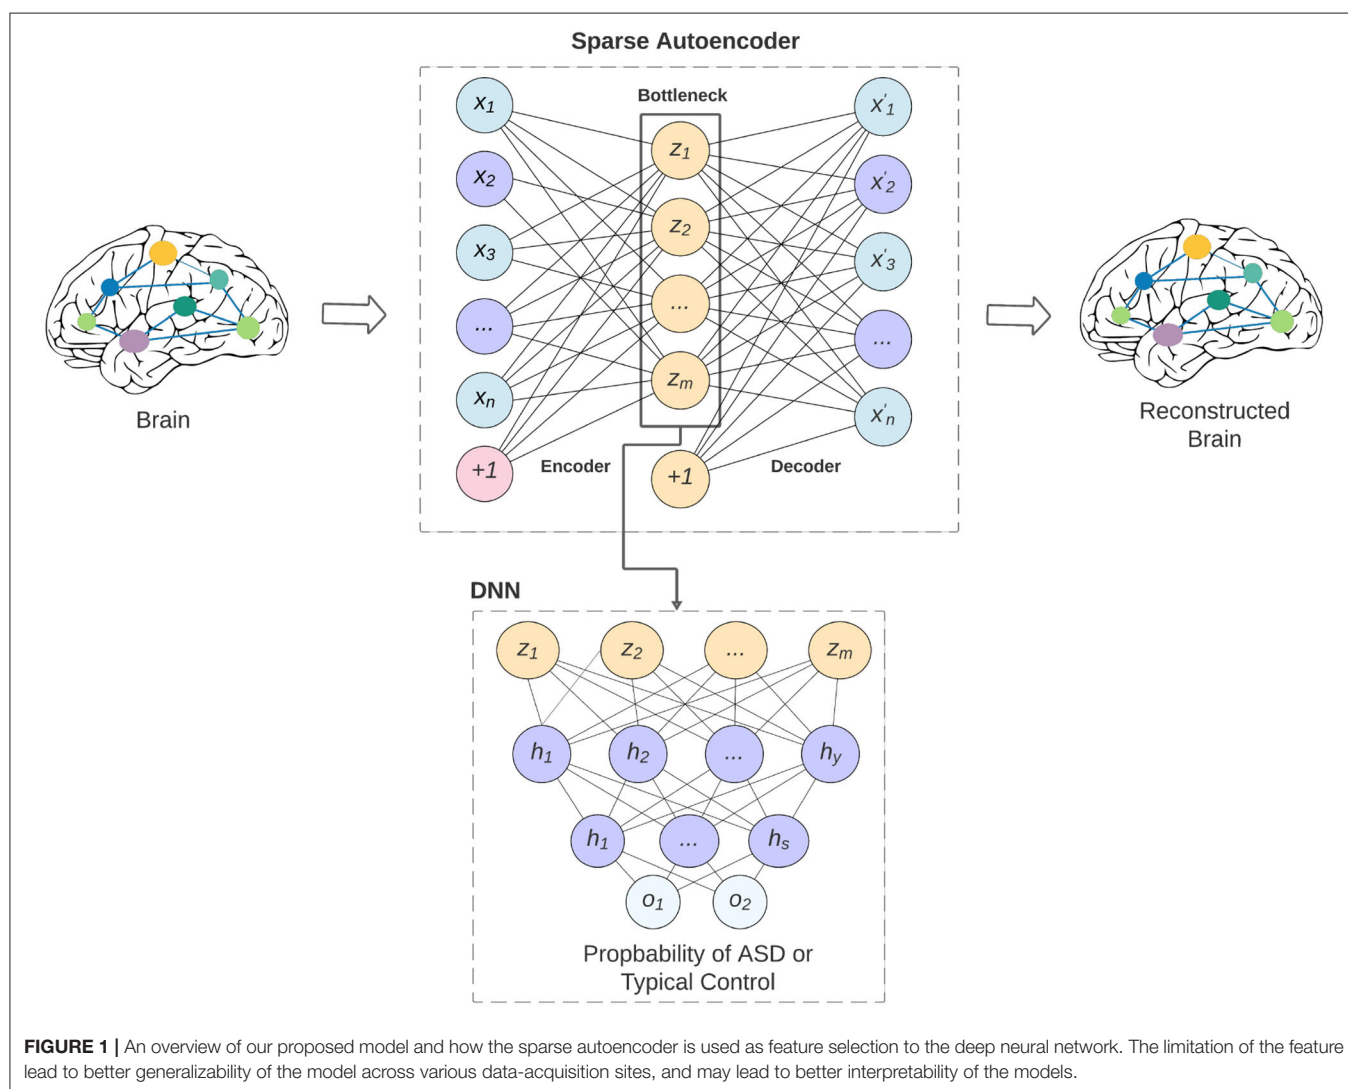 Sparse Autoencoder
Bottleneck
x1
x2
x3
...
xn
+1
z1
z2
...
zm
+1
x'1
x'2
x'3
...
x'n
Encoder
Decoder
Brain
Reconstructed
Brain
DNN
z1 z2 ... zm
h1 h2 ... hy
h1 ... hs
o1 o2
Propbability of ASD or
Typical Control
FIGURE 1 | An overview of our proposed model and how the sparse autoencoder is used as feature selection to the deep neural network. The limitation of the feature
lead to better generalizability of the model across various data-acquisition sites, and may lead to better interpretability of the models.